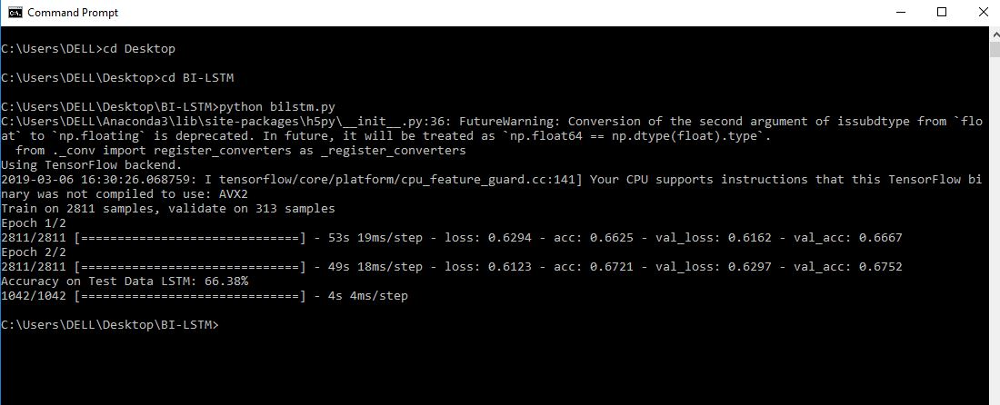 Command Prompt
C:\Users\DELL>cd Desktop
C:\Users\DELL\Desktop>cd BI-LSTM
C:\Users\DELL\Desktop\BI-LSTM>python bilstm.py
C:\Users\DELL\Anaconda3\lib\site-packages\h5py\__init__.py:36: FutureWarning: Conversion of the second argument of issubdtype from `flo
at` to `np.floating` is deprecated. In future, it will be treated as `np.float64 == np.dtype(float).type`.
  from ._conv import register_converters as _register_converters
Using TensorFlow backend.
2019-03-06 16:30:26.068759: I tensorflow/core/platform/cpu_feature_guard.cc:141] Your CPU supports instructions that this TensorFlow bi
nary was not compiled to use: AVX2
Train on 2811 samples, validate on 313 samples
Epoch 1/2
2811/2811 [==============================] - 53s 19ms/step - loss: 0.6294 - acc: 0.6625 - val_loss: 0.6162 - val_acc: 0.6667
Epoch 2/2
2811/2811 [==============================] - 49s 18ms/step - loss: 0.6123 - acc: 0.6721 - val_loss: 0.6297 - val_acc: 0.6752
Accuracy on Test Data LSTM: 66.38%
1042/1042 [==============================] - 4s 4ms/step
C:\Users\DELL\Desktop\BI-LSTM>